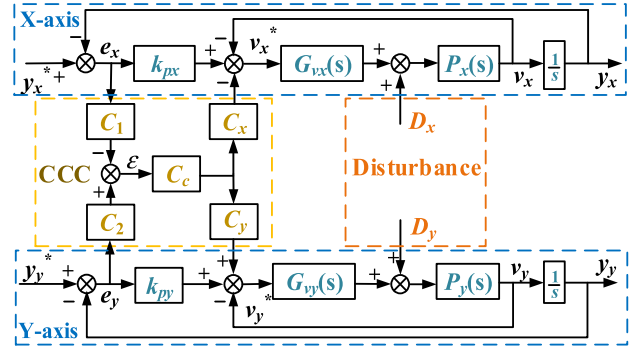 X-axis
− − v_x^*
y_x^* + e_x k_px + G_vx(s) + P_x(s) v_x 1/s y_x
− +
C_1 C_x D_x
−
CCC ε C_c Disturbance
+
C_2 C_y D_y
y_y^* + + + v_y y_y
e_y k_py + G_vy(s) + P_y(s) 1/s
− − v_y^*
Y-axis